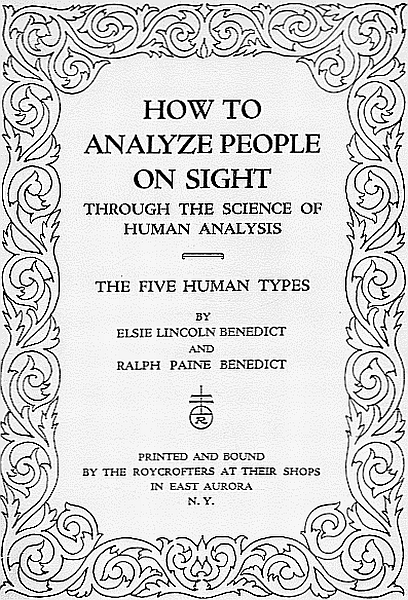 HOW TO
ANALYZE PEOPLE
ON SIGHT
THROUGH THE SCIENCE OF
HUMAN ANALYSIS
THE FIVE HUMAN TYPES
BY
ELSIE LINCOLN BENEDICT
AND
RALPH PAINE BENEDICT
R
PRINTED AND BOUND
BY THE ROYCROFTERS AT THEIR SHOPS
IN EAST AURORA
N. Y.